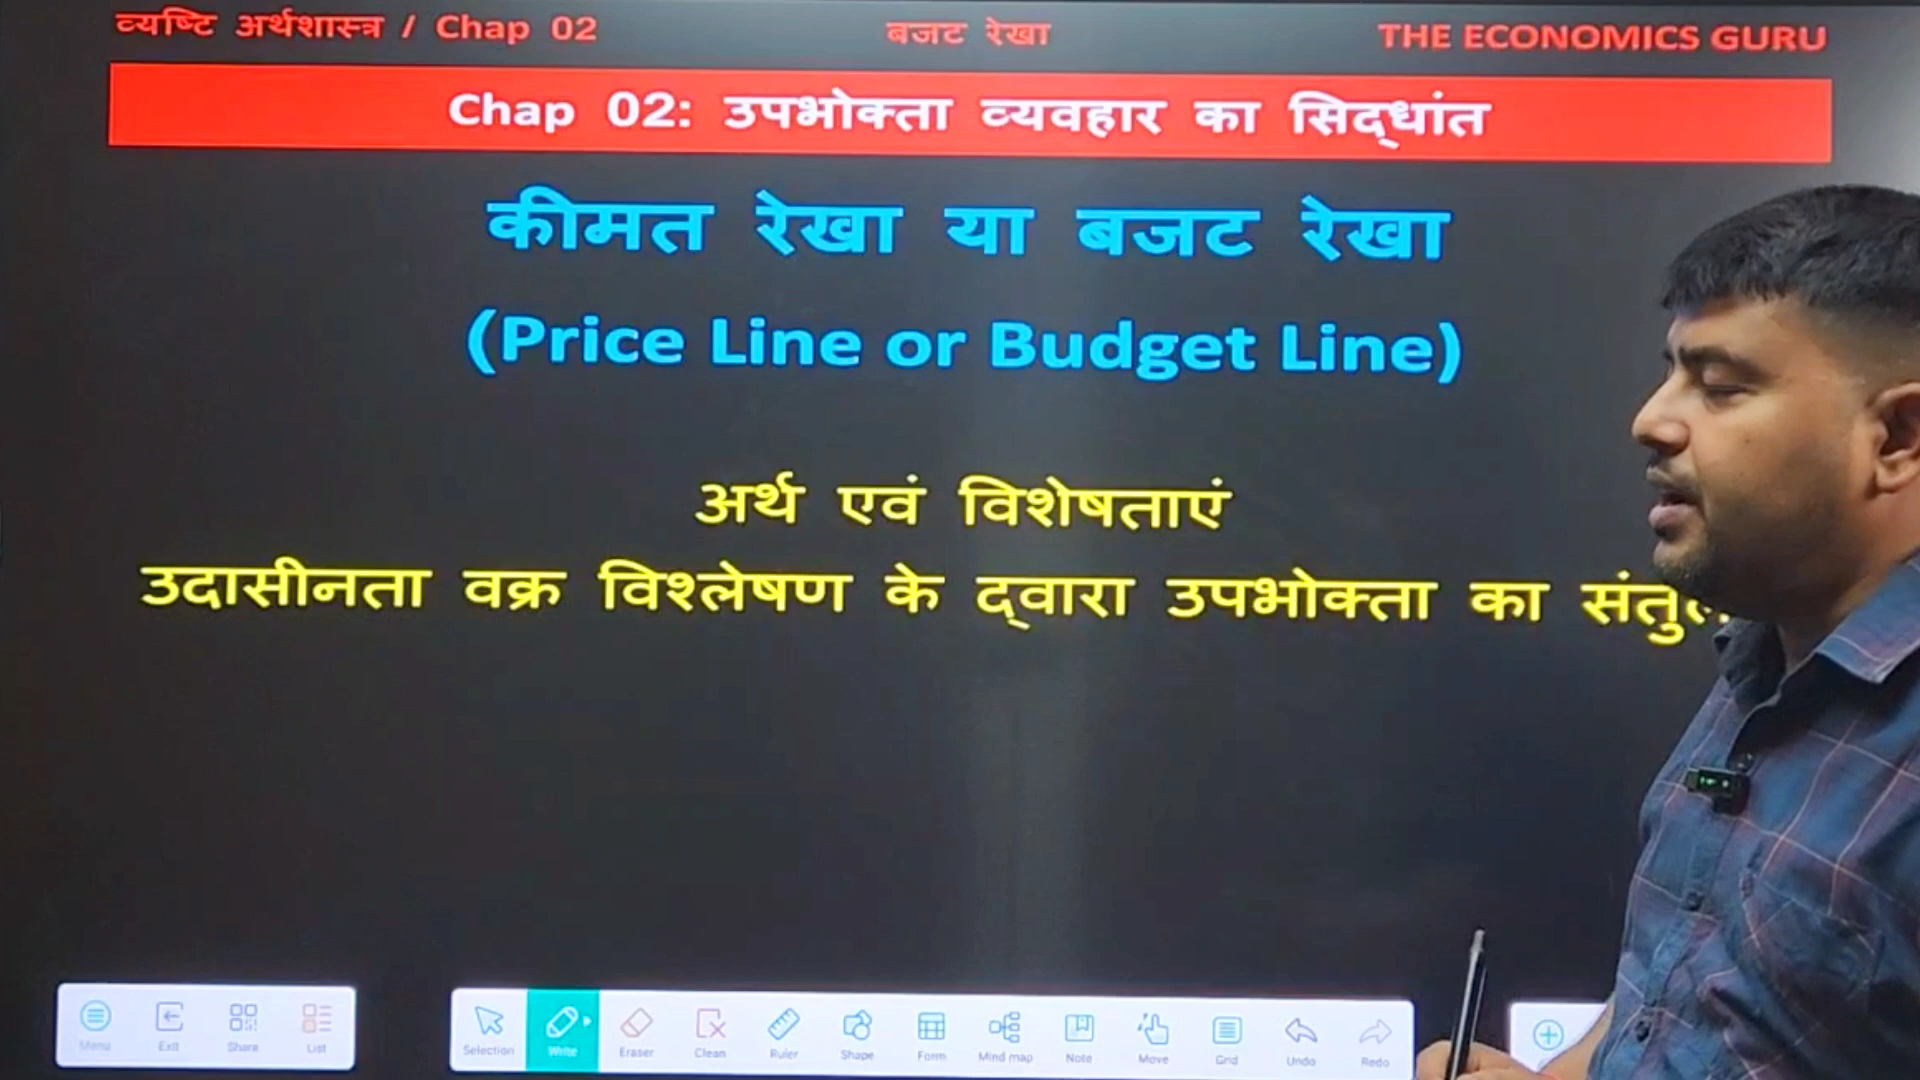 व्यष्टि अर्थशास्त्र / Chap 02 बजट रेखा THE ECONOMICS GURU
Chap 02: उपभोक्ता व्यवहार का सिद्धांत
कीमत रेखा या बजट रेखा
(Price Line or Budget Line)
अर्थ एवं विशेषताएं
उदासीनता वक्र विश्लेषण के द्वारा उपभोक्ता का
Menu Exit Share List Selection Write Eraser Clean Ruler Shape Form Mind map Note Move Grid Undo Redo